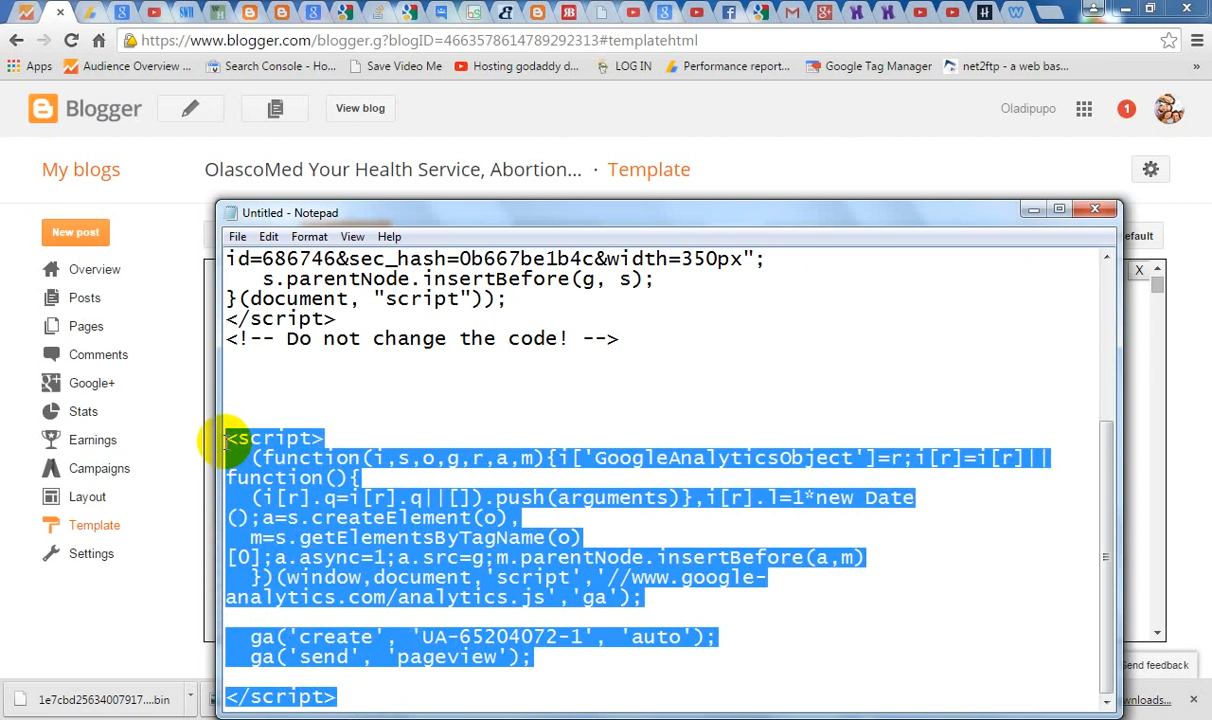 https://www.blogger.com/blogger.g?blogID=4663578614789292313#templatehtml
Apps
Audience Overview ...
Search Console - Ho...
Save Video Me
Hosting godaddy d...
LOG IN
Performance report...
Google Tag Manager
net2ftp - a web bas...
»
Blogger
View blog
Oladipupo
1
My blogs
OlascoMed Your Health Service, Abortion... · Template
New post
Overview
Posts
Pages
Comments
Google+
Stats
Earnings
Campaigns
Layout
Template
Settings
Untitled - Notepad
File Edit Format View Help
efault
X
id=686746&sec_hash=0b667be1b4c&width=350px";
s.parentNode.insertBefore(g, s);
}(document, "script"));
</script>
<!-- Do not change the code! -->
<script>
(function(i,s,o,g,r,a,m){i['GoogleAnalyticsObject']=r;i[r]=i[r]||
function(){
(i[r].q=i[r].q||[]).push(arguments)},i[r].l=1*new Date
();a=s.createElement(o),
m=s.getElementsByTagName(o)
[0];a.async=1;a.src=g;m.parentNode.insertBefore(a,m)
})(window,document,'script','//www.google-
analytics.com/analytics.js','ga');
ga('create', 'UA-65204072-1', 'auto');
ga('send', 'pageview');
</script>
Send feedback
1e7cbd25634007917....bin
ownloads...